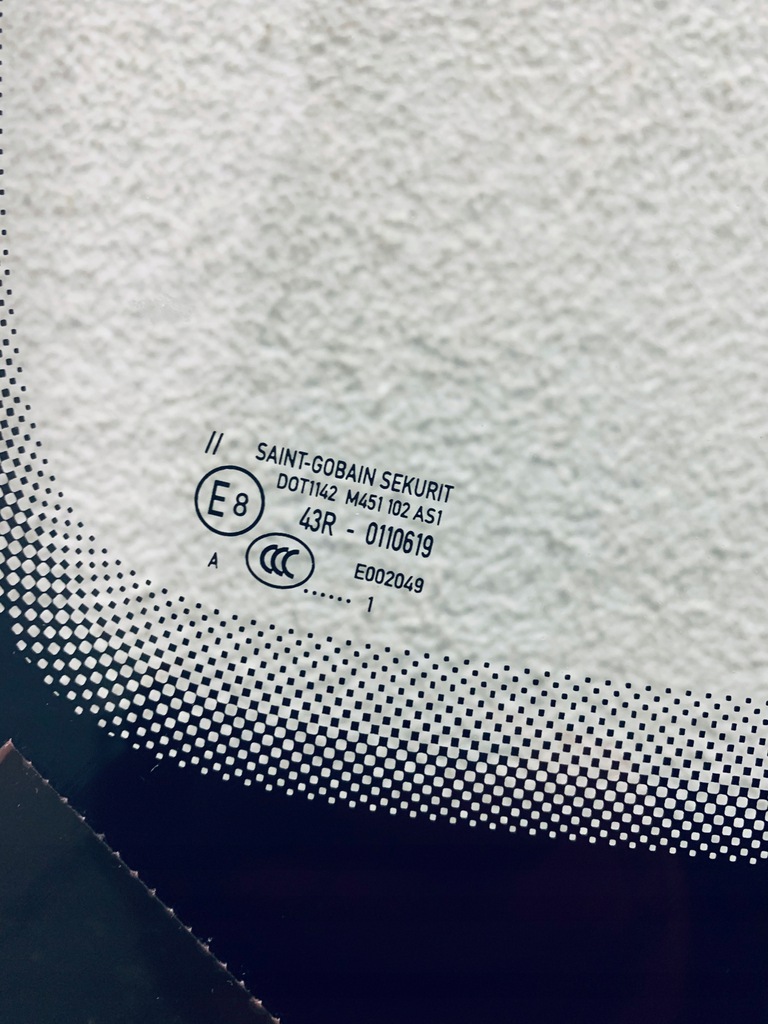 //
SAINT-GOBAIN SEKURIT
DOT1142 M451 102 AS1
E8
43R - 0110619
CCC
A
E002049
...... 1